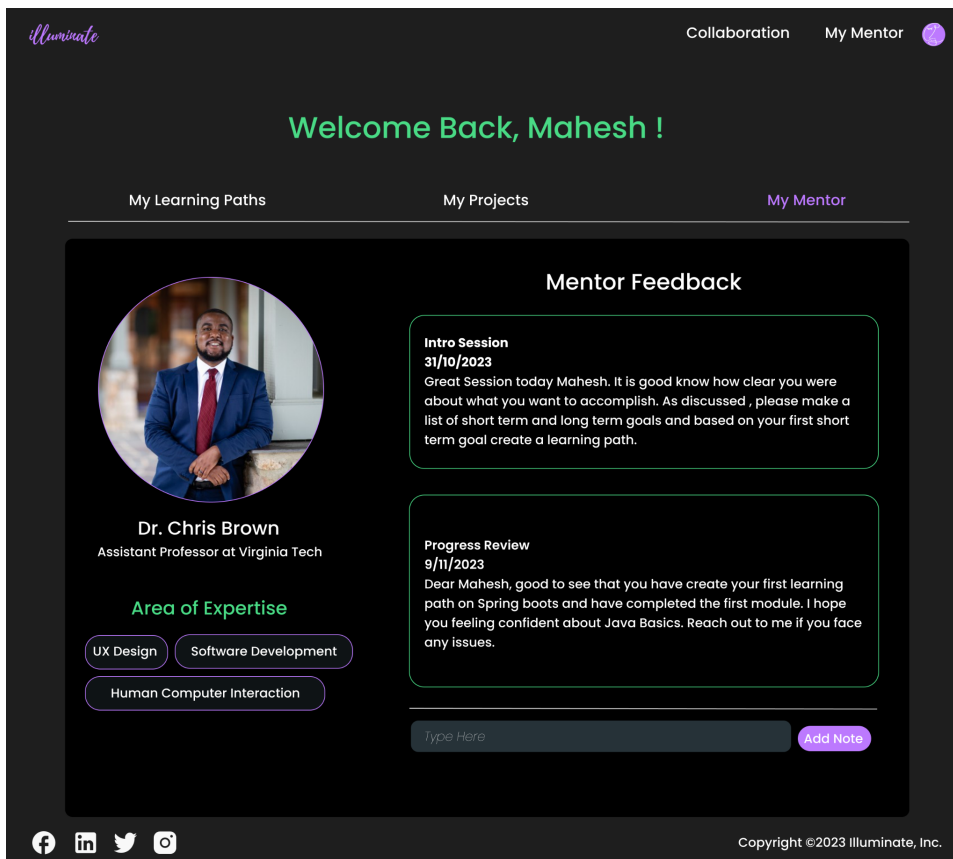 illuminate
Collaboration
My Mentor
Welcome Back, Mahesh !
My Learning Paths
My Projects
My Mentor
Dr. Chris Brown
Assistant Professor at Virginia Tech
Area of Expertise
UX Design
Software Development
Human Computer Interaction
Mentor Feedback
Intro Session
31/10/2023
Great Session today Mahesh. It is good know how clear you were
about what you want to accomplish. As discussed , please make a
list of short term and long term goals and based on your first short
term goal create a learning path.
Progress Review
9/11/2023
Dear Mahesh, good to see that you have create your first learning
path on Spring boots and have completed the first module. I hope
you feeling confident about Java Basics. Reach out to me if you face
any issues.
Type Here
Add Note
Copyright ©2023 Illuminate, Inc.